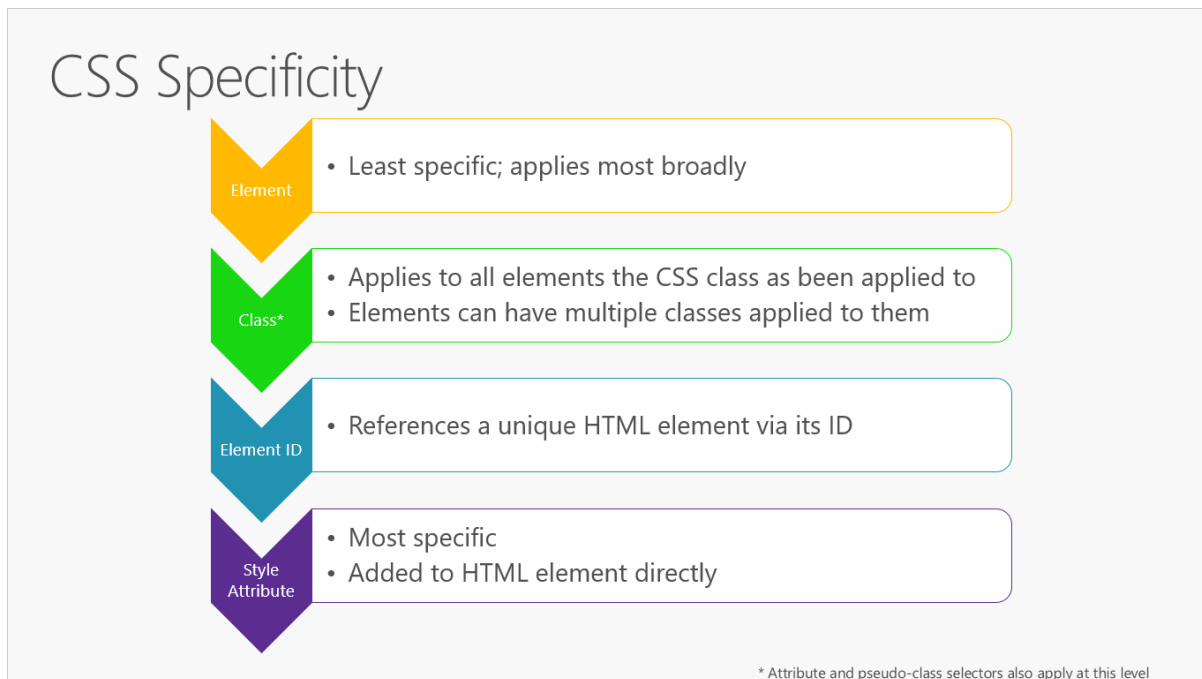 CSS Specificity
Element
• Least specific; applies most broadly
Class*
• Applies to all elements the CSS class as been applied to
• Elements can have multiple classes applied to them
Element ID
• References a unique HTML element via its ID
Style
Attribute
• Most specific
• Added to HTML element directly
* Attribute and pseudo-class selectors also apply at this level